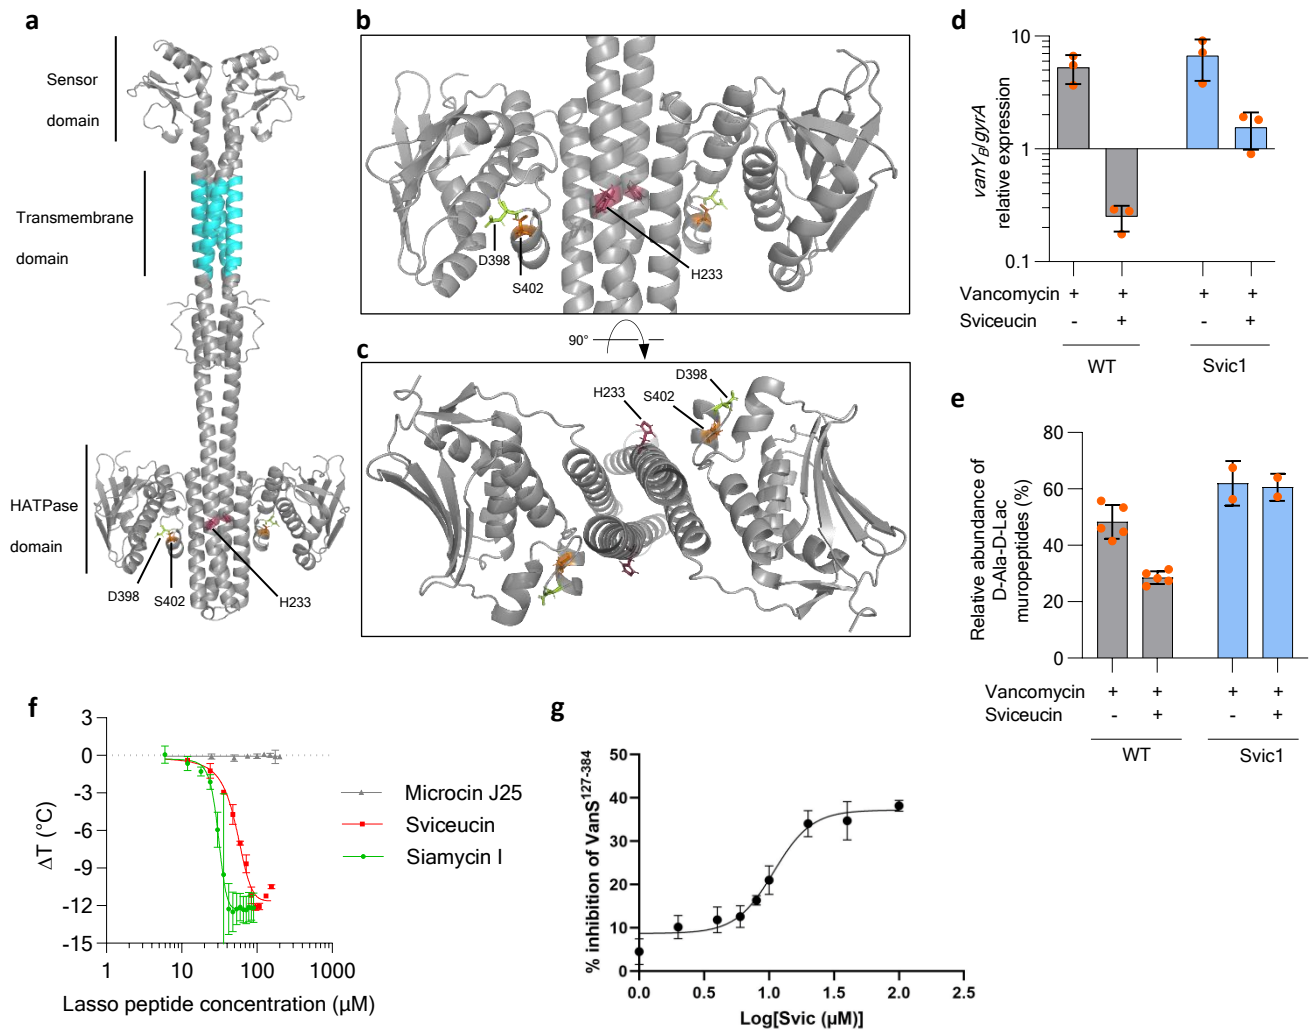 a
Sensor
domain
Transmembrane
domain
HATPase
domain
D398
S402
H233
b
D398
S402
H233
90°
c
D398
H233
S402
d
vanY_B/gyrA
relative expression
10
1
0.1
Vancomycin + + + +
Sviceucin - + - +
WT Svic1
e
Relative abundance of
D-Ala-D-Lac
muropeptides (%)
80
60
40
20
0
Vancomycin + + + +
Sviceucin - + - +
WT Svic1
f
ΔT (°C)
3
0
-3
-6
-9
-12
-15
1 10 100 1000
Lasso peptide concentration (µM)
Microcin J25
Sviceucin
Siamycin I
g
% inhibition of VanS¹²⁷⁻³⁸⁴
50
40
30
20
10
0
0.0 0.5 1.0 1.5 2.0 2.5
Log[Svic (µM)]